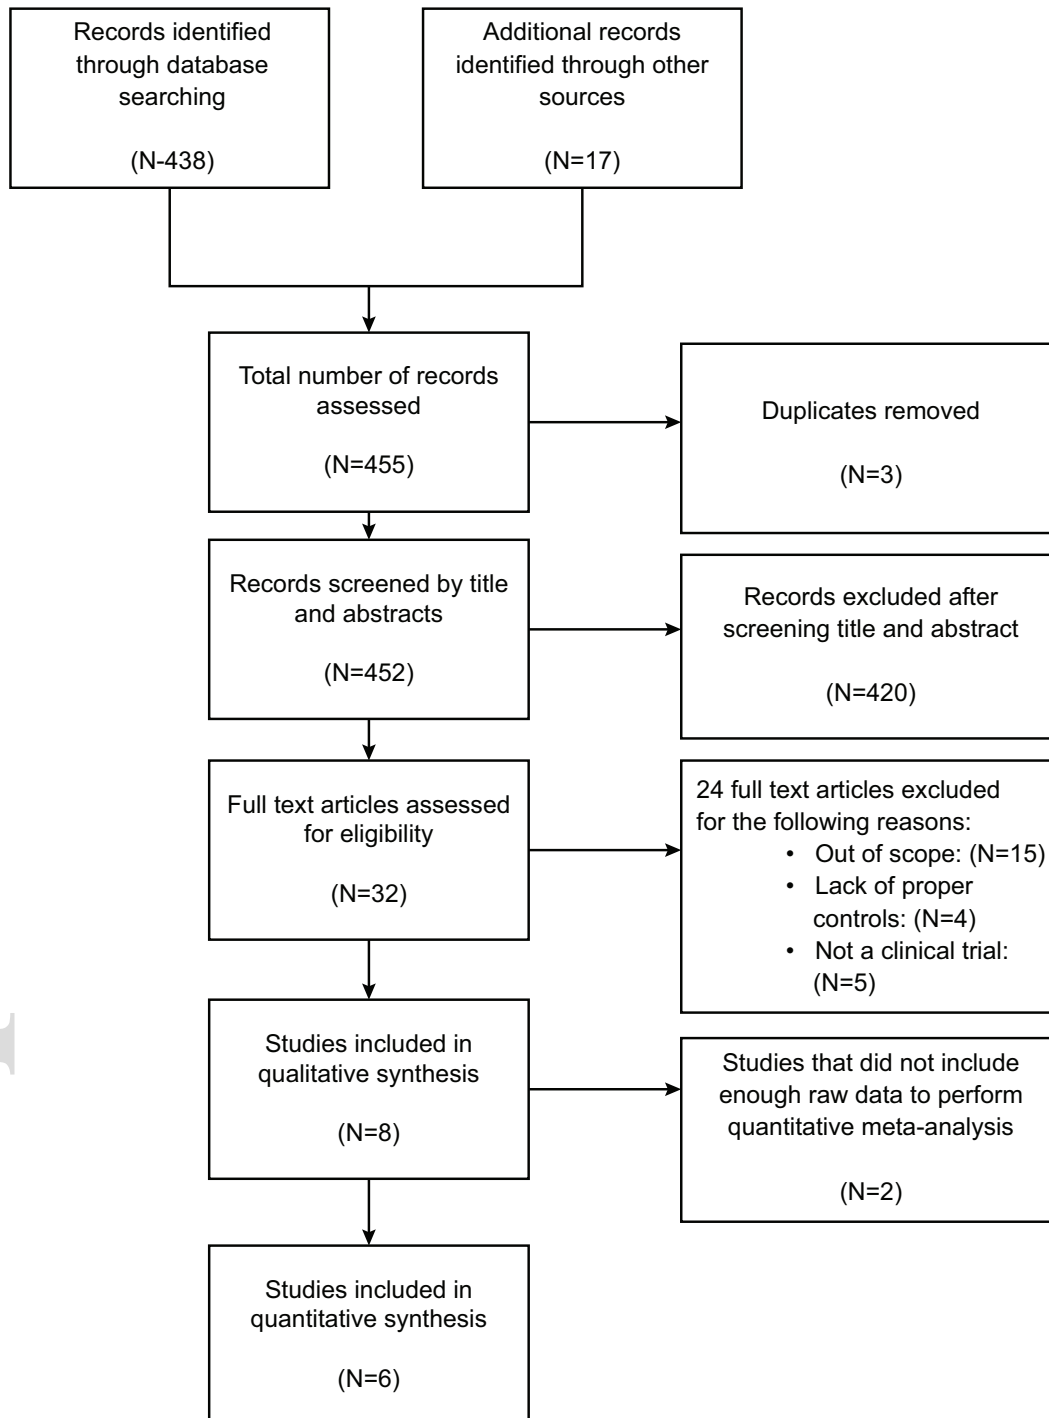 Records identified
through database
searching
(N-438)
Additional records
identified through other
sources
(N=17)
Total number of records
assessed
(N=455)
Duplicates removed
(N=3)
Records screened by title
and abstracts
(N=452)
Records excluded after
screening title and abstract
(N=420)
Full text articles assessed
for eligibility
(N=32)
24 full text articles excluded
for the following reasons:
• Out of scope: (N=15)
• Lack of proper
controls: (N=4)
• Not a clinical trial:
(N=5)
Studies included in
qualitative synthesis
(N=8)
Studies that did not include
enough raw data to perform
quantitative meta-analysis
(N=2)
Studies included in
quantitative synthesis
(N=6)